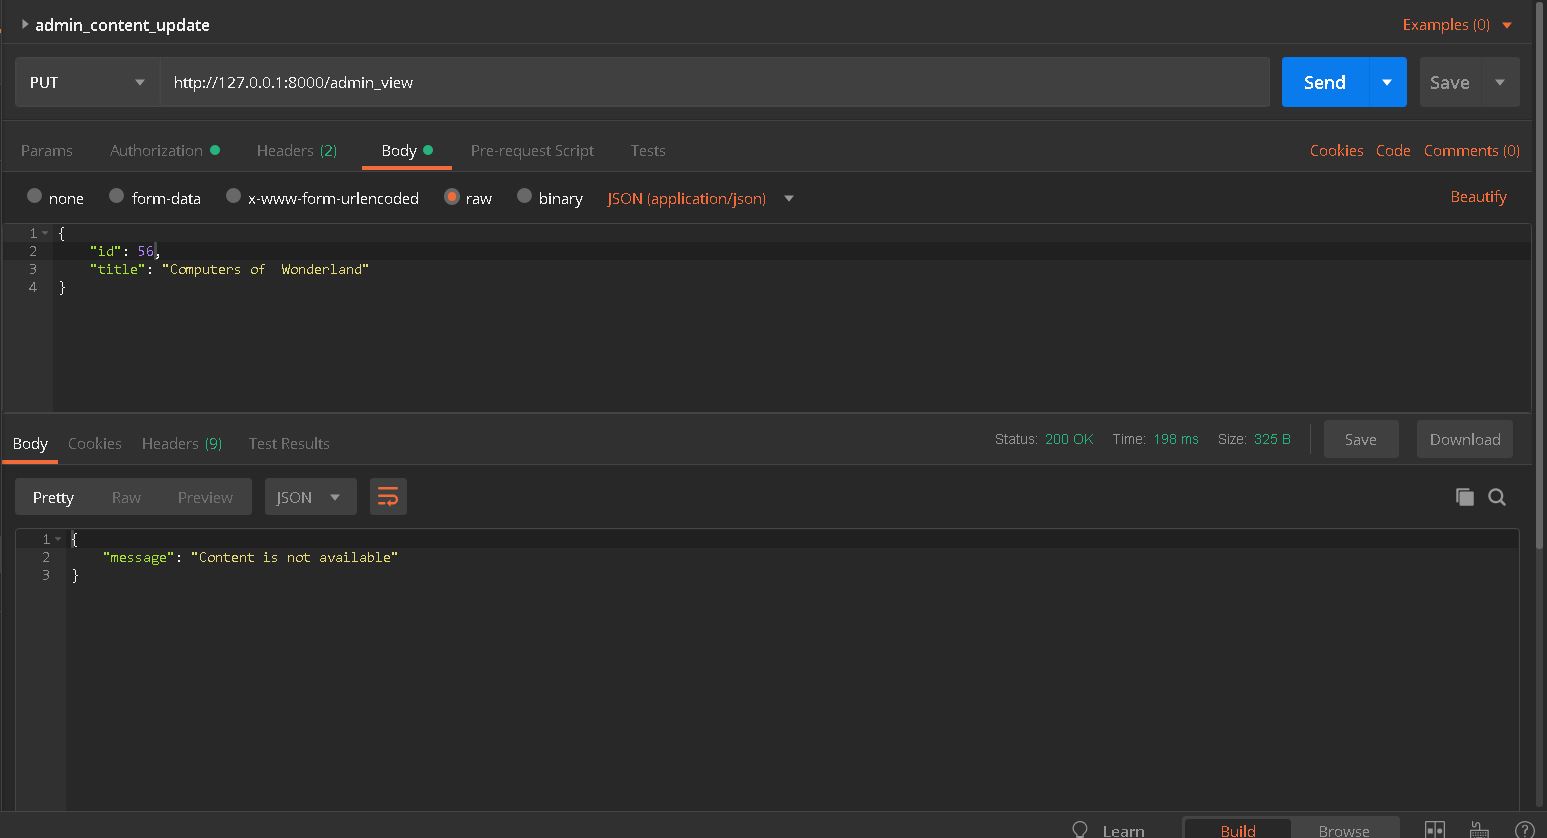 admin_content_update
Examples (0)
PUT
http://127.0.0.1:8000/admin_view
Send
Save
Params
Authorization
Headers (2)
Body
Pre-request Script
Tests
Cookies
Code
Comments (0)
none
form-data
x-www-form-urlencoded
raw
binary
JSON (application/json)
Beautify
1 {
2 "id": 56,
3 "title": "Computers of  Wonderland"
4 }
Body
Cookies
Headers (9)
Test Results
Status: 200 OK
Time: 198 ms
Size: 325 B
Save
Download
Pretty
Raw
Preview
JSON
1 {
2 "message": "Content is not available"
3 }
Learn
Build
Browse